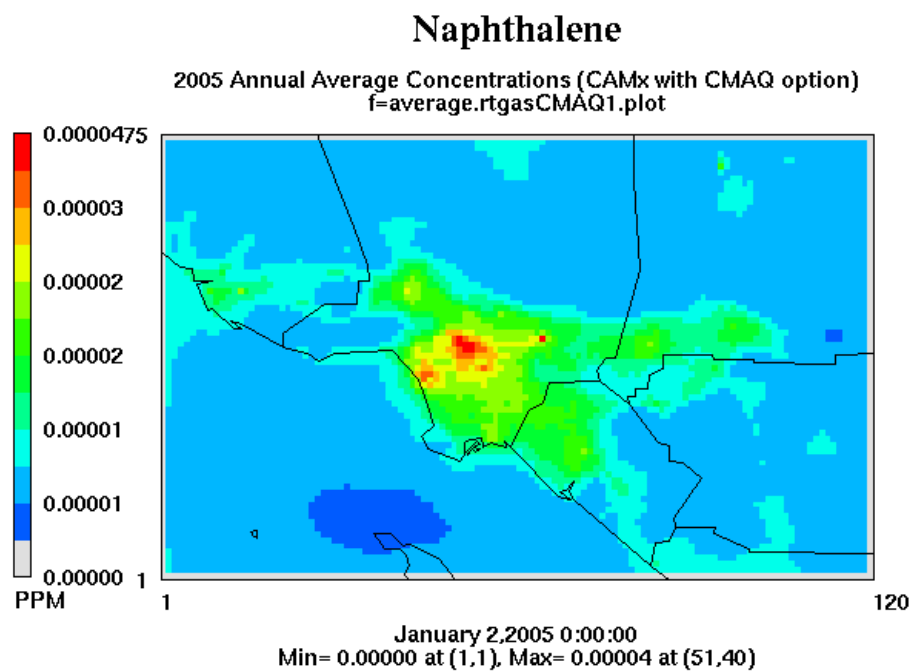 Naphthalene
2005 Annual Average Concentrations (CAMx with CMAQ option)
f=average.rtgasCMAQ1.plot
0.00004
75
0.00003
0.00002
0.00002
0.00001
0.00001
0.00000
1
PPM
1
120
January 2,2005 0:00:00
Min= 0.00000 at (1,1), Max= 0.00004 at (51,40)